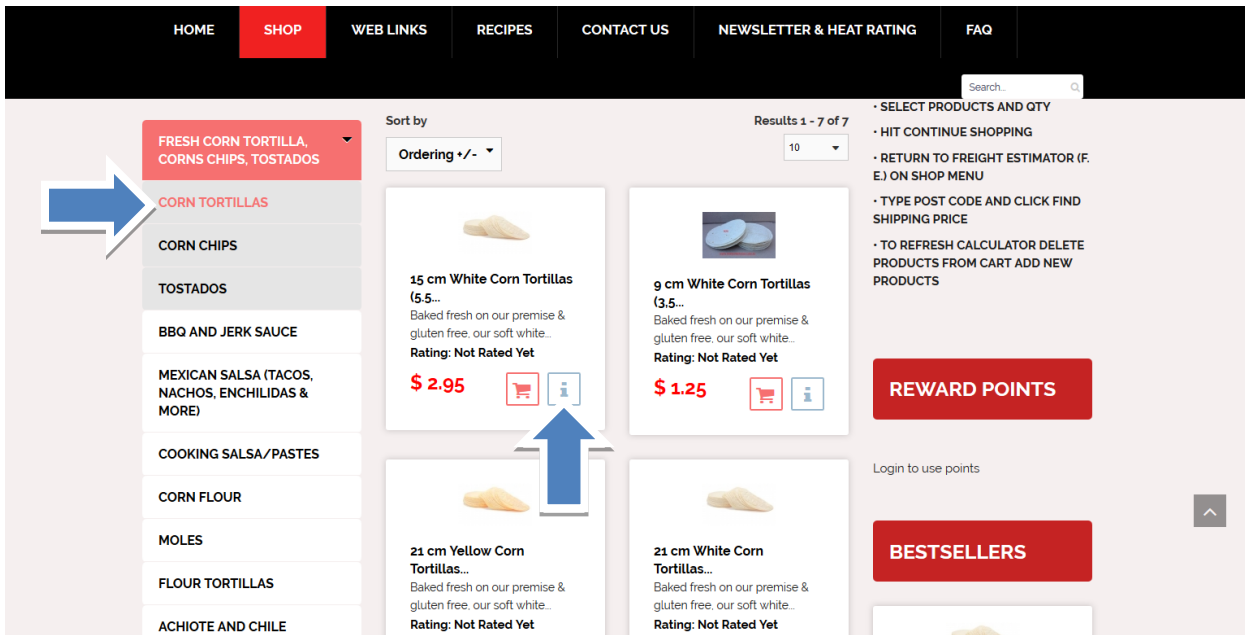 HOME
SHOP
WEB LINKS
RECIPES
CONTACT US
NEWSLETTER & HEAT RATING
FAQ
Search...
FRESH CORN TORTILLA,
CORNS CHIPS, TOSTADOS
CORN TORTILLAS
CORN CHIPS
TOSTADOS
BBQ AND JERK SAUCE
MEXICAN SALSA (TACOS,
NACHOS, ENCHILIDAS &
MORE)
COOKING SALSA/PASTES
CORN FLOUR
MOLES
FLOUR TORTILLAS
ACHIOTE AND CHILE
Sort by
Ordering +/-
Results 1 - 7 of 7
10
15 cm White Corn Tortillas
(5.5...
Baked fresh on our premise &
gluten free, our soft white...
Rating: Not Rated Yet
$ 2.95
9 cm White Corn Tortillas
(3,5...
Baked fresh on our premise &
gluten free, our soft white...
Rating: Not Rated Yet
$ 1.25
21 cm Yellow Corn
Tortillas...
Baked fresh on our premise &
gluten free, our soft white...
Rating: Not Rated Yet
21 cm White Corn
Tortillas...
Baked fresh on our premise &
gluten free, our soft white...
Rating: Not Rated Yet
• SELECT PRODUCTS AND QTY
• HIT CONTINUE SHOPPING
• RETURN TO FREIGHT ESTIMATOR (F.
E.) ON SHOP MENU
• TYPE POST CODE AND CLICK FIND
SHIPPING PRICE
• TO REFRESH CALCULATOR DELETE
PRODUCTS FROM CART ADD NEW
PRODUCTS
REWARD POINTS
Login to use points
BESTSELLERS